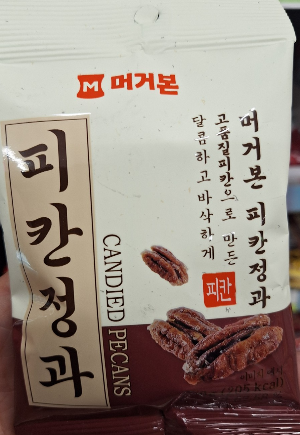 M 머거본
머거본 피칸정과
고품질피칸으로 만든
달콤하고 바삭하게
피칸
피칸정과
CANDIED PECANS
kcal)